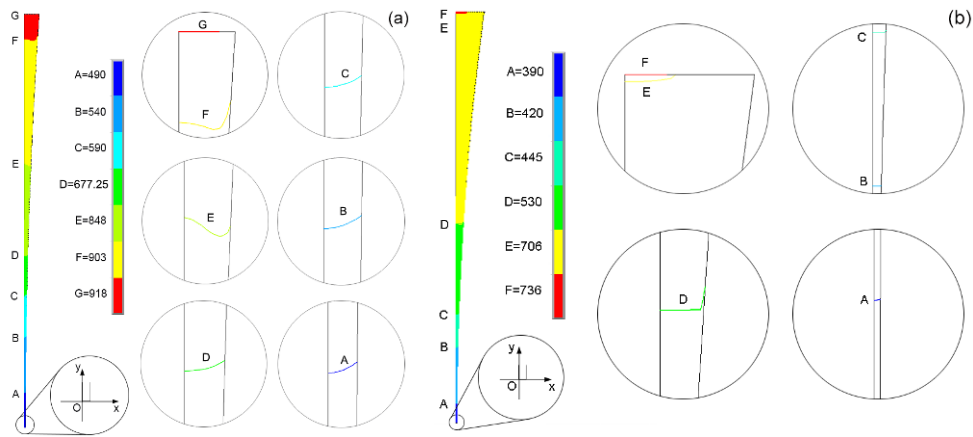 (a)
G
F
E
D
C
B
A
A=490
B=540
C=590
D=677.25
E=848
F=903
G=918
y
O
x
G
F
C
E
B
D
A
(b)
F
E
D
C
B
A
A=390
B=420
C=445
D=530
E=706
F=736
y
O
x
F
E
C
B
D
A